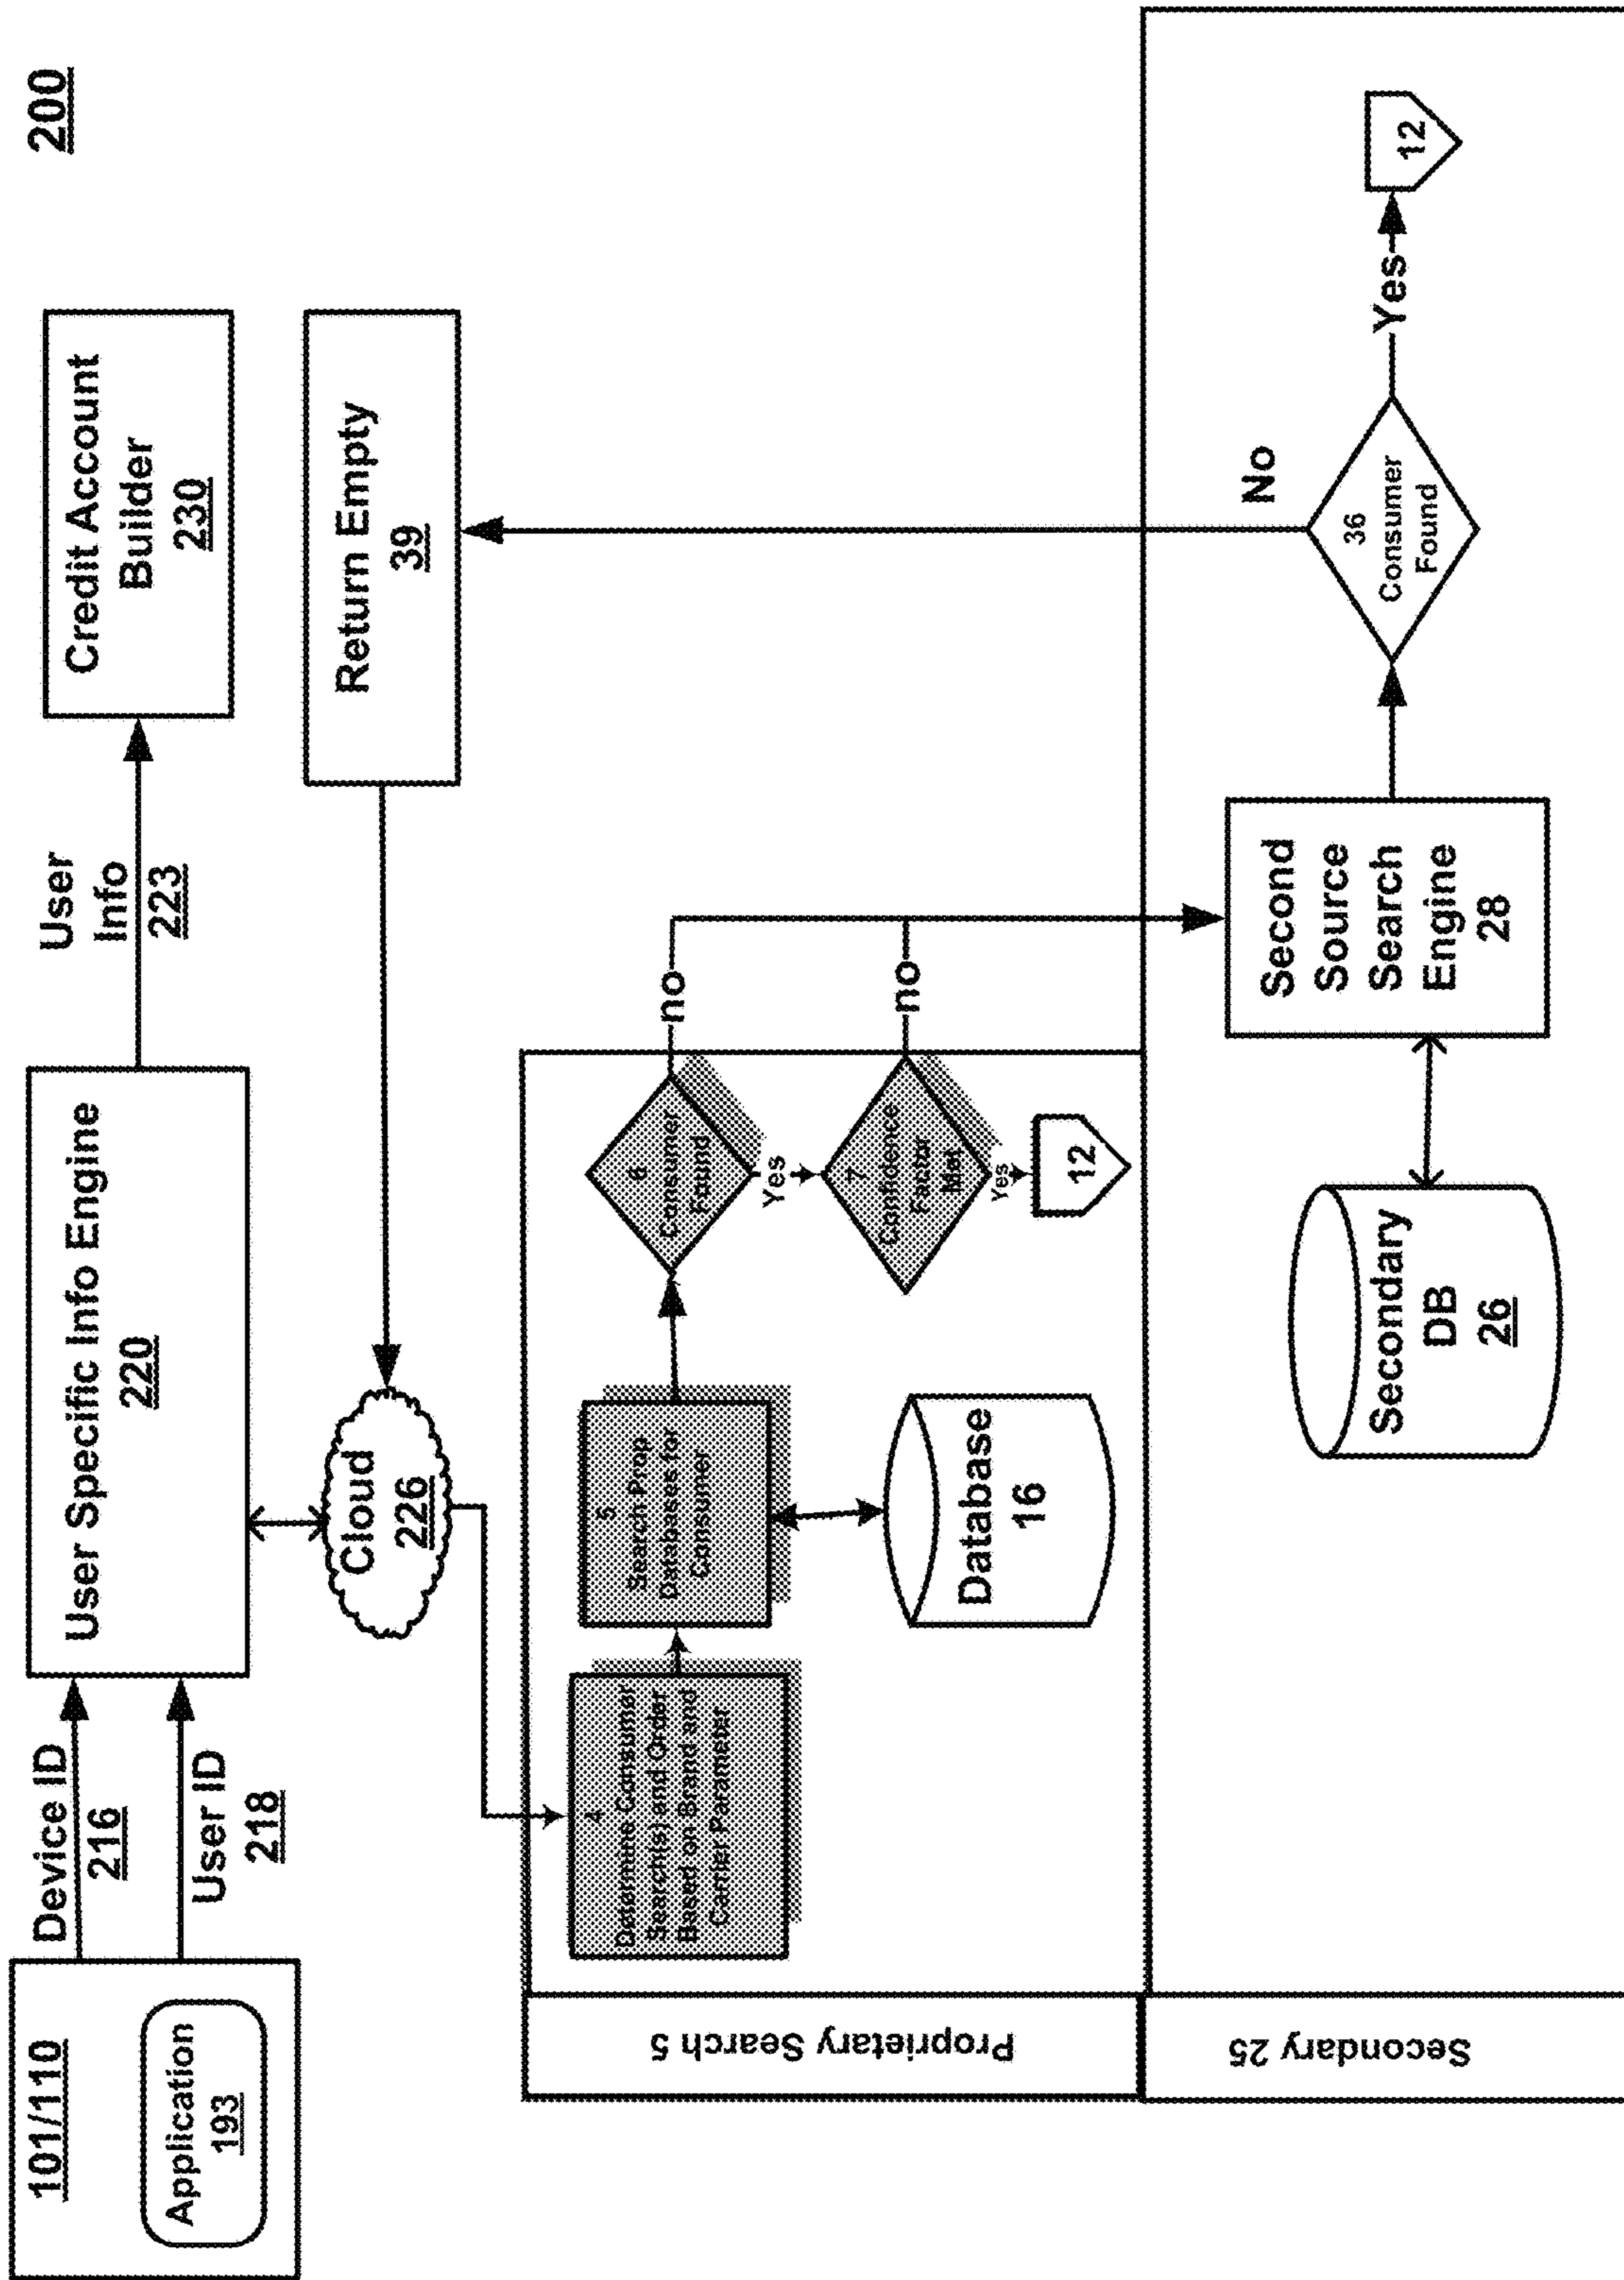 200
101/110
Application
193
Device ID
216
User ID
218
User Specific Info Engine
220
User
Info
223
Credit Account
Builder
230
Cloud
226
Return Empty
39
Proprietary Search 5
4
Determine Consumer
Search(s) and Order
Based on Brand and
Carrier Parameter
5
Search Prop
Databases for
Consumer
Database
16
6
Consumer
Found
no
Yes
7
Confidence
Factor
Met
no
Yes
12
Secondary 25
Secondary
DB
26
Second
Source
Search
Engine
28
36
Consumer
Found
No
Yes
12